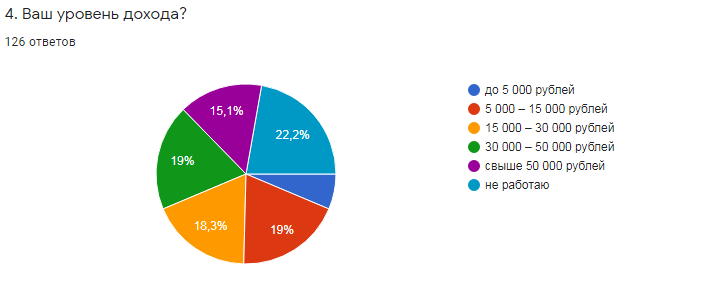 4. Ваш уровень дохода?
126 ответов
15,1%
22,2%
19%
18,3%
19%
до 5 000 рублей
5 000 – 15 000 рублей
15 000 – 30 000 рублей
30 000 – 50 000 рублей
свыше 50 000 рублей
не работаю